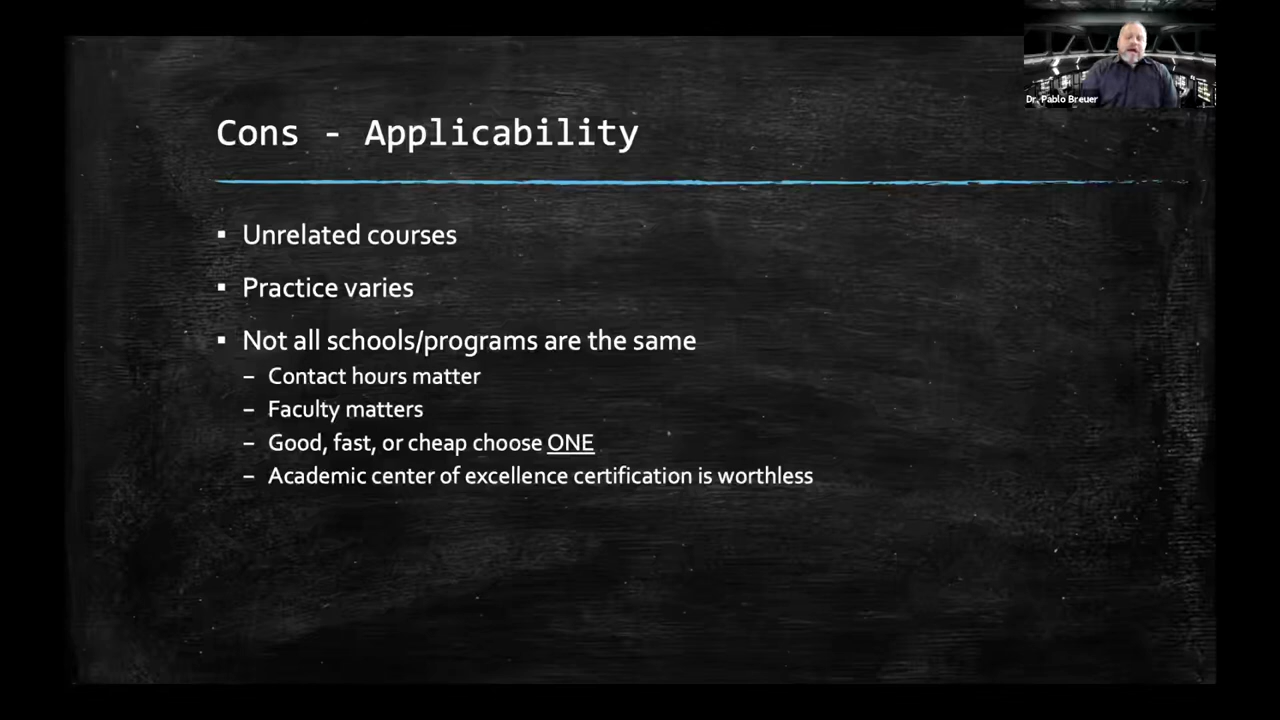 Dr. Pablo Breuer
Cons - Applicability
▪ Unrelated courses
▪ Practice varies
▪ Not all schools/programs are the same
– Contact hours matter
– Faculty matters
– Good, fast, or cheap choose ONE
– Academic center of excellence certification is worthless